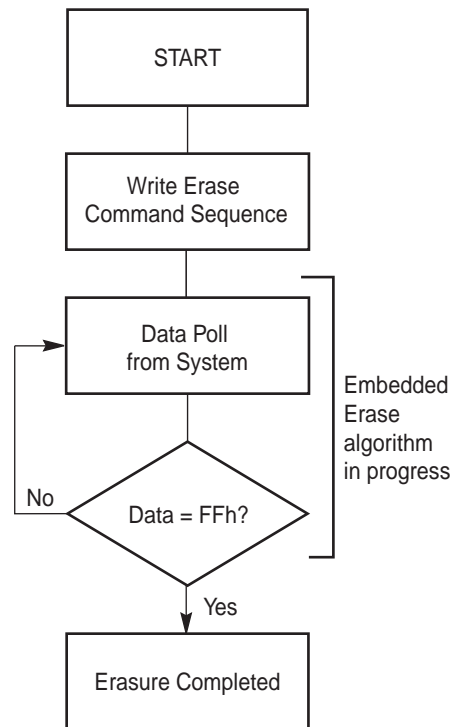 START
Write Erase
Command Sequence
Data Poll
from System
Embedded
Erase
algorithm
in progress
No
Data = FFh?
Yes
Erasure Completed